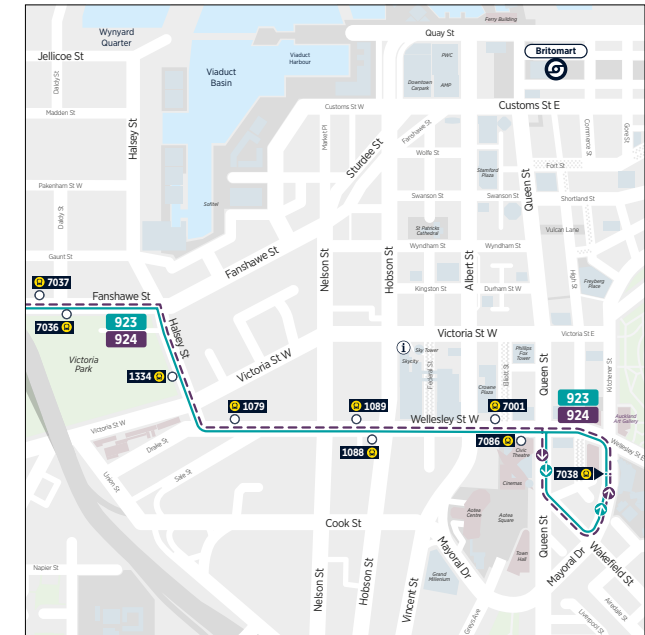 Ferry Building
Wynyard
Quarter
Quay St
Jellicoe St
Viaduct
Harbour
PWC
Britomart
Daldy St
Viaduct
Basin
Downtown
Carpark
AMP
Customs St W
Customs St E
Madden St
Halsey St
Market Pl
Sturdee St
Fanshawe St
Commerce St
Gore St
Wolfe St
Fort St
Stamford
Plaza
Queen St
Pakenham St W
Swanson St
Swanson St
Shortland St
Daldy St
Sofitel
St Patricks
Cathedral
Vulcan Lane
Gaunt St
Fanshawe St
Nelson St
Hobson St
Wyndham St
Albert St
Wyndham St
High St
Freyberg
Place
7037
Kingston St
Durham St W
Fanshawe St
7036
923
924
Halsey St
Victoria St W
Victoria St E
Victoria
Park
Sky Tower
Skycity
Federal St
Phillips
Fox
Tower
Elliott St
Queen St
Kitchener St
1334
Victoria St W
Crowne
Plaza
923
924
Auckland
Art Gallery
1079
1089
7001
Wellesley St W
Victoria St W
Drake St
1088
7086
Civic
Theatre
Wellesley St E
Union St
Sale St
Cinemas
7038
Aotea
Centre
Aotea
Square
Cook St
Mayoral Dr
Town
Hall
Queen St
Mayoral Dr
Wakefield St
Napier St
Nelson St
Hobson St
Vincent St
Grand
Millenium
Greys Ave
Airedale St
Liverpool St